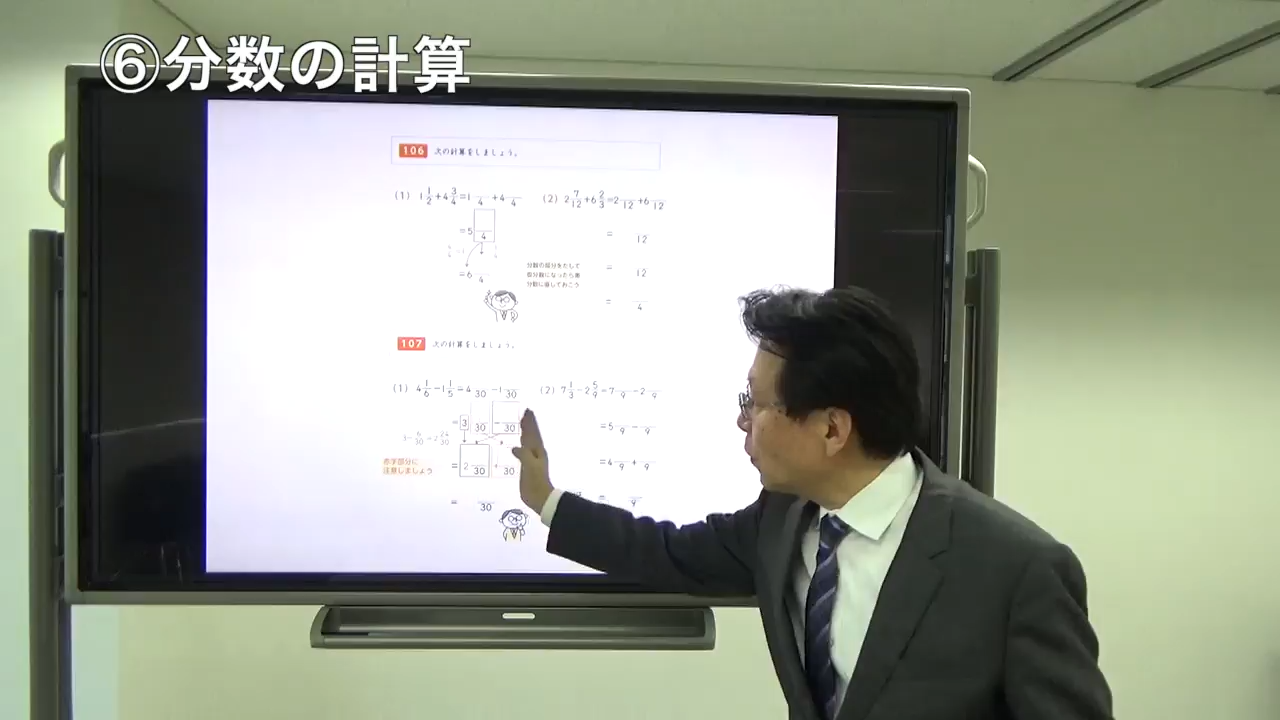 ⑥分数の計算
106 次の計算をしましょう。
(1) 1 1/2 + 4 3/4 = 1 /4 + 4 /4
= 5 /4
= 6 /4
(2) 2 7/12 + 6 2/3 = 2 /12 + 6 /12
= /12
= /12
= /4
分数の部分をたして
仮分数になったら帯
分数に直しておこう
107 次の計算をしましょう。
(1) 4 1/6 − 1 1/5 = 4 /30 − 1 /30
= 3 /30 − /30
= 2 /30 + /30
= /30
赤字部分に
注意しましょう
(2) 7 1/3 − 2 5/9 = 7 /9 − 2 /9
= 5 /9 − /9
= 4 /9 + /9
= /9